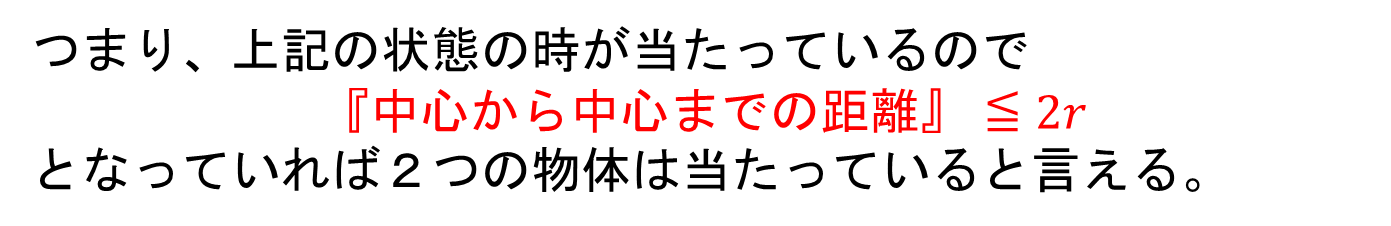 つまり、上記の状態の時が当たっているので
『中心から中心までの距離』 ≦ 2r
となっていれば２つの物体は当たっていると言える。